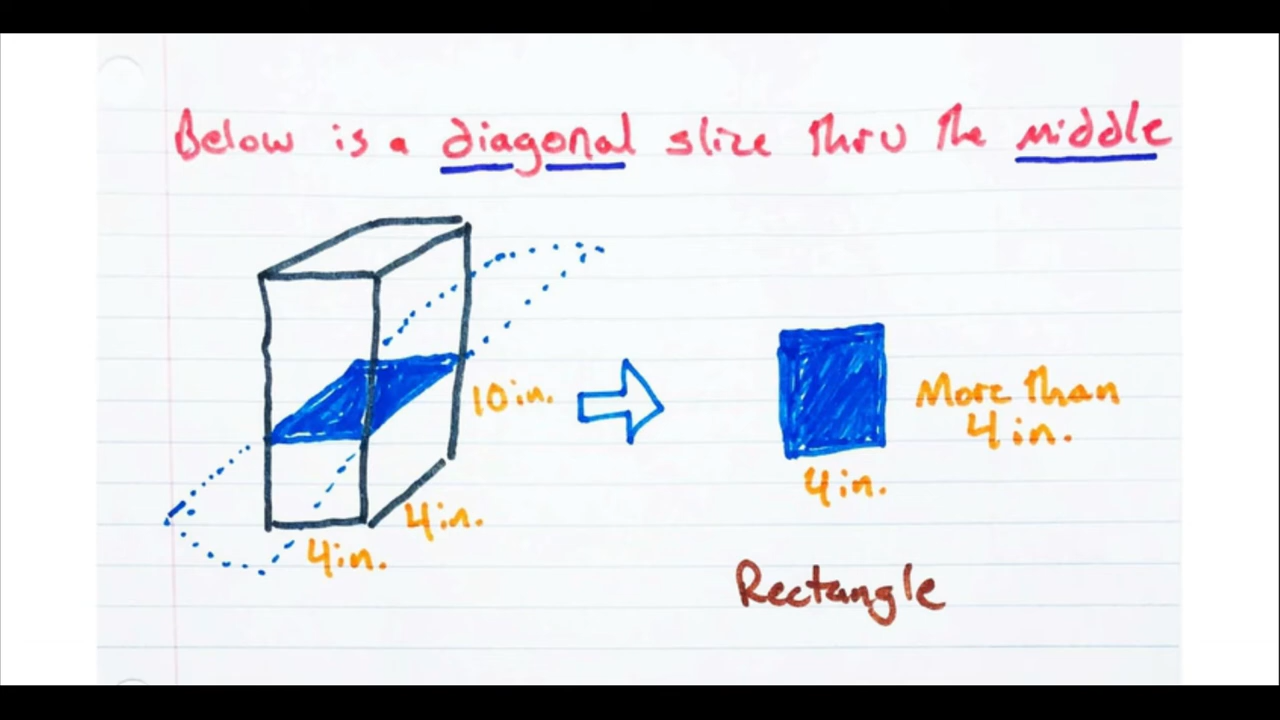 Below is a diagonal slice thru the middle
10 in.
More than
4 in.
4 in.
4 in.
4 in.
Rectangle